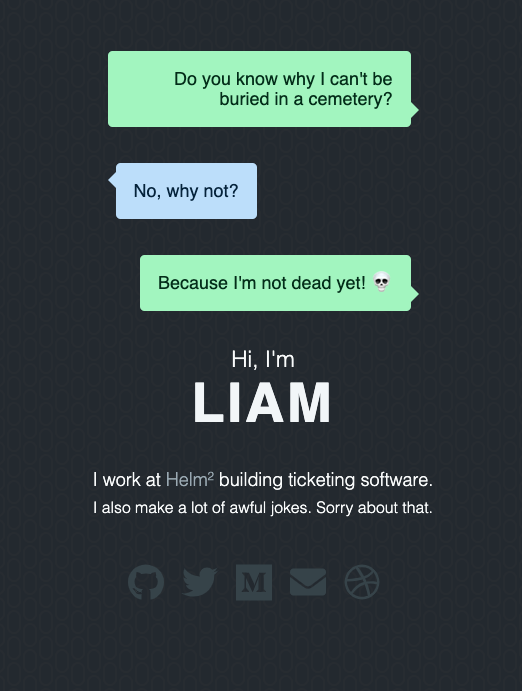 Do you know why I can't be
buried in a cemetery?
No, why not?
Because I'm not dead yet! 💀
Hi, I'm
LIAM
I work at Helm² building ticketing software.
I also make a lot of awful jokes. Sorry about that.